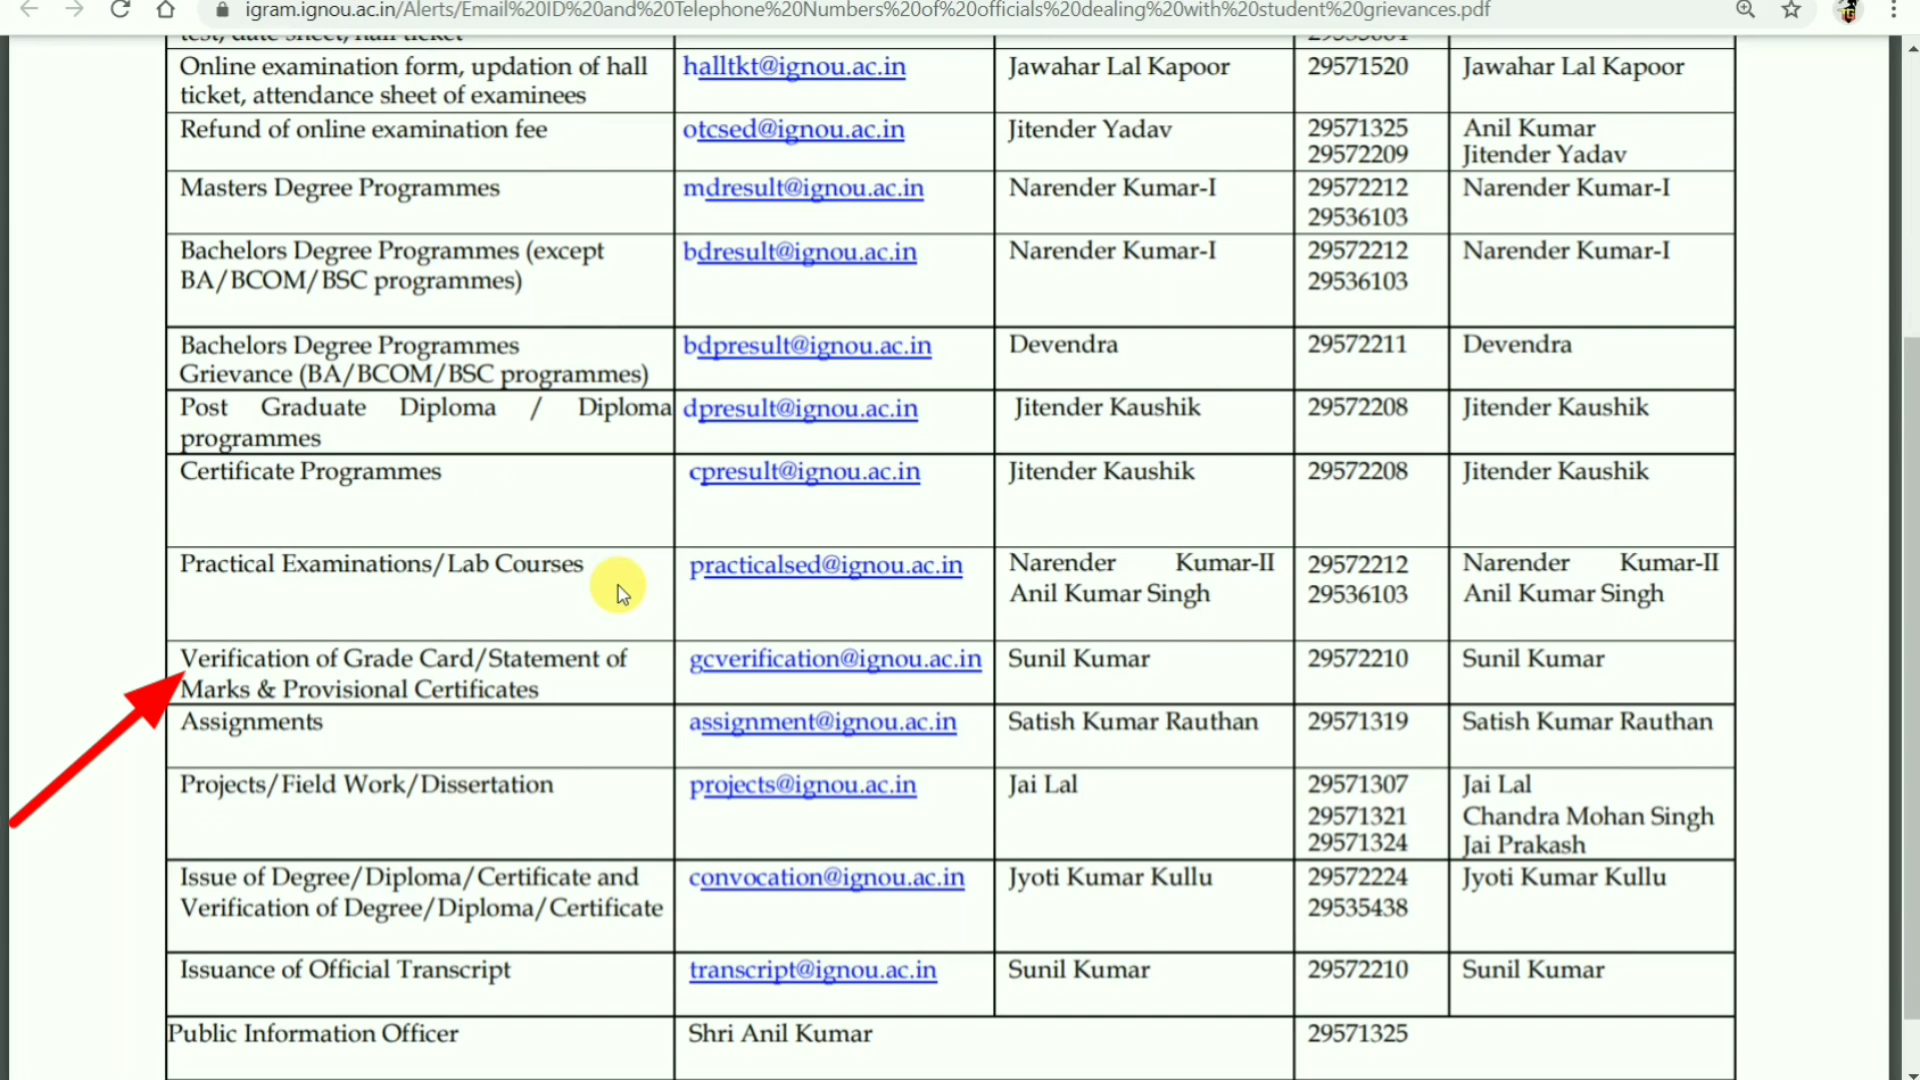 igram.ignou.ac.in/Alerts/Email%20ID%20and%20Telephone%20Numbers%20of%20officials%20dealing%20with%20student%20grievances.pdf
test, date sheet, hall ticket
Online examination form, updation of hall ticket, attendance sheet of examinees
halltkt@ignou.ac.in
Jawahar Lal Kapoor
29571520
Jawahar Lal Kapoor
Refund of online examination fee
otcsed@ignou.ac.in
Jitender Yadav
29571325
29572209
Anil Kumar
Jitender Yadav
Masters Degree Programmes
mdresult@ignou.ac.in
Narender Kumar-I
29572212
29536103
Narender Kumar-I
Bachelors Degree Programmes (except
BA/BCOM/BSC programmes)
bdresult@ignou.ac.in
Narender Kumar-I
29572212
29536103
Narender Kumar-I
Bachelors Degree Programmes
Grievance (BA/BCOM/BSC programmes)
bdpresult@ignou.ac.in
Devendra
29572211
Devendra
Post Graduate Diploma / Diploma
programmes
dpresult@ignou.ac.in
Jitender Kaushik
29572208
Jitender Kaushik
Certificate Programmes
cpresult@ignou.ac.in
Jitender Kaushik
29572208
Jitender Kaushik
Practical Examinations/Lab Courses
practicalsed@ignou.ac.in
Narender Kumar-II
Anil Kumar Singh
29572212
29536103
Narender Kumar-II
Anil Kumar Singh
Verification of Grade Card/Statement of
Marks & Provisional Certificates
gcverification@ignou.ac.in
Sunil Kumar
29572210
Sunil Kumar
Assignments
assignment@ignou.ac.in
Satish Kumar Rauthan
29571319
Satish Kumar Rauthan
Projects/Field Work/Dissertation
projects@ignou.ac.in
Jai Lal
29571307
29571321
29571324
Jai Lal
Chandra Mohan Singh
Jai Prakash
Issue of Degree/Diploma/Certificate and
Verification of Degree/Diploma/Certificate
convocation@ignou.ac.in
Jyoti Kumar Kullu
29572224
29535438
Jyoti Kumar Kullu
Issuance of Official Transcript
transcript@ignou.ac.in
Sunil Kumar
29572210
Sunil Kumar
Public Information Officer
Shri Anil Kumar
29571325